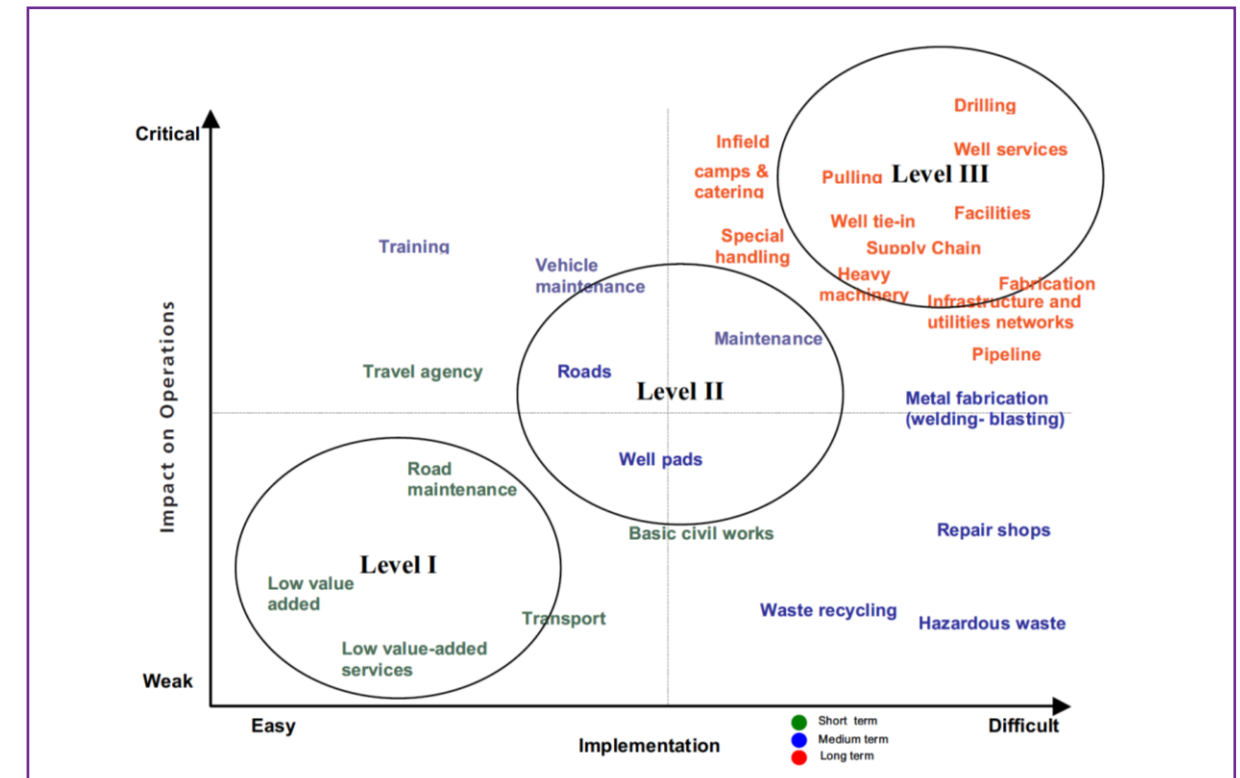 Critical
Drilling
Infield
camps &
catering
Well services
Pulling
Level III
Well tie-in
Facilities
Special
handling
Supply Chain
Training
Vehicle
maintenance
Heavy
machinery
Fabrication
Infrastructure and
utilities networks
Maintenance
Pipeline
Travel agency
Roads
Level II
Metal fabrication
(welding- blasting)
Impact on Operations
Well pads
Road
maintenance
Basic civil works
Repair shops
Level I
Low value
added
Transport
Waste recycling
Hazardous waste
Low value-added
services
Weak
Easy
Implementation
Difficult
Short term
Medium term
Long term